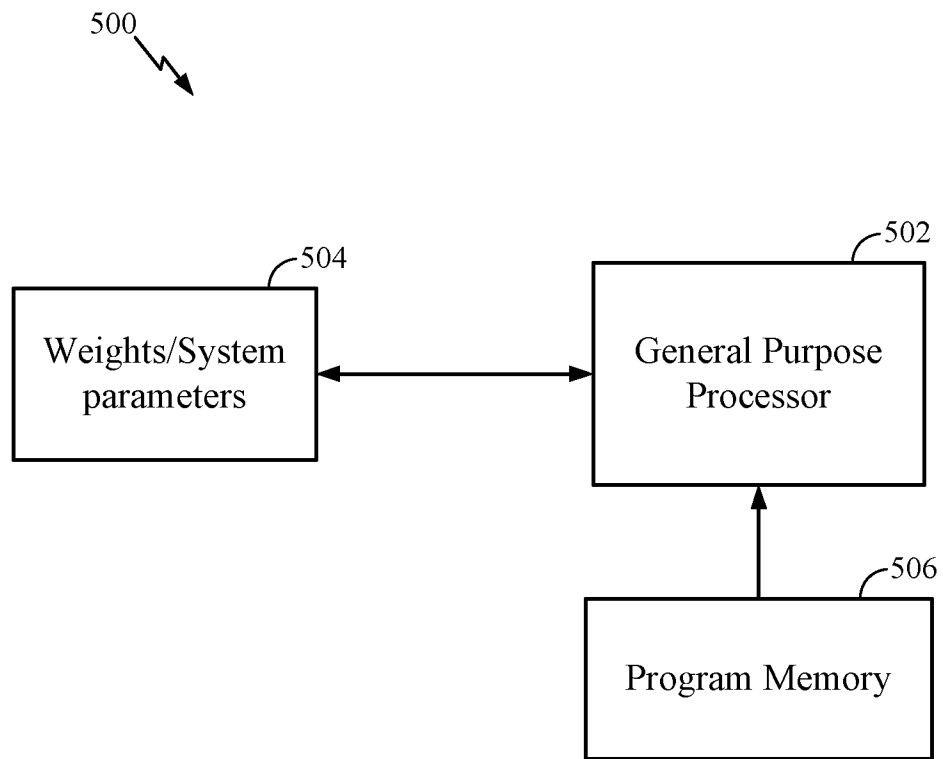 500
502
504
Weights/System
parameters
General Purpose
Processor
506
Program Memory